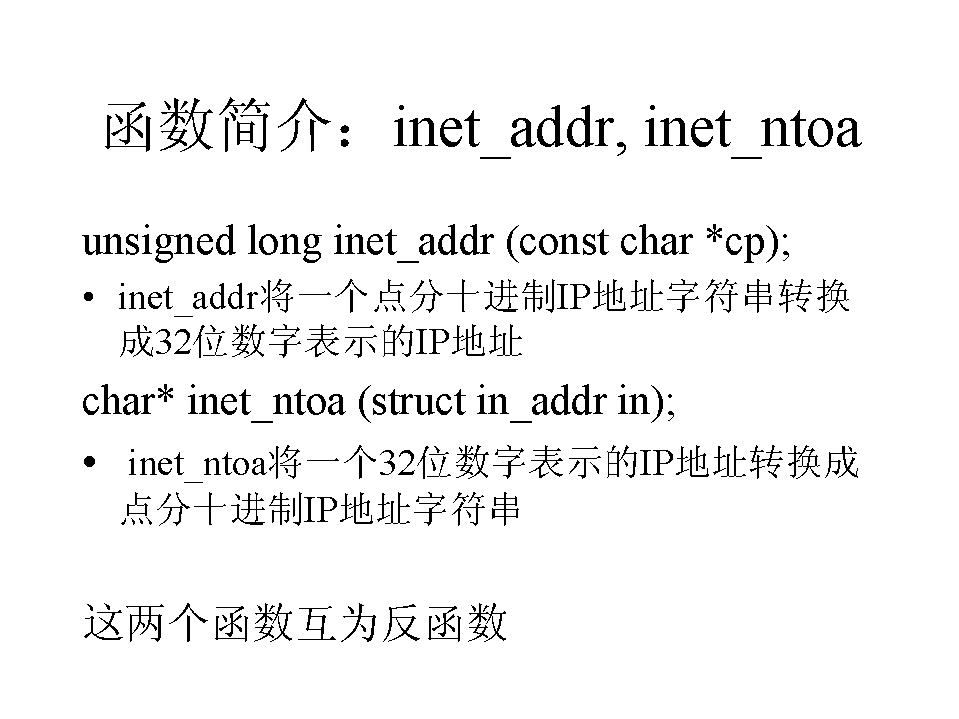 函数简介：inet_addr, inet_ntoa
unsigned long inet_addr (const char *cp);
• inet_addr将一个点分十进制IP地址字符串转换
成32位数字表示的IP地址
char* inet_ntoa (struct in_addr in);
• inet_ntoa将一个32位数字表示的IP地址转换成
点分十进制IP地址字符串
这两个函数互为反函数